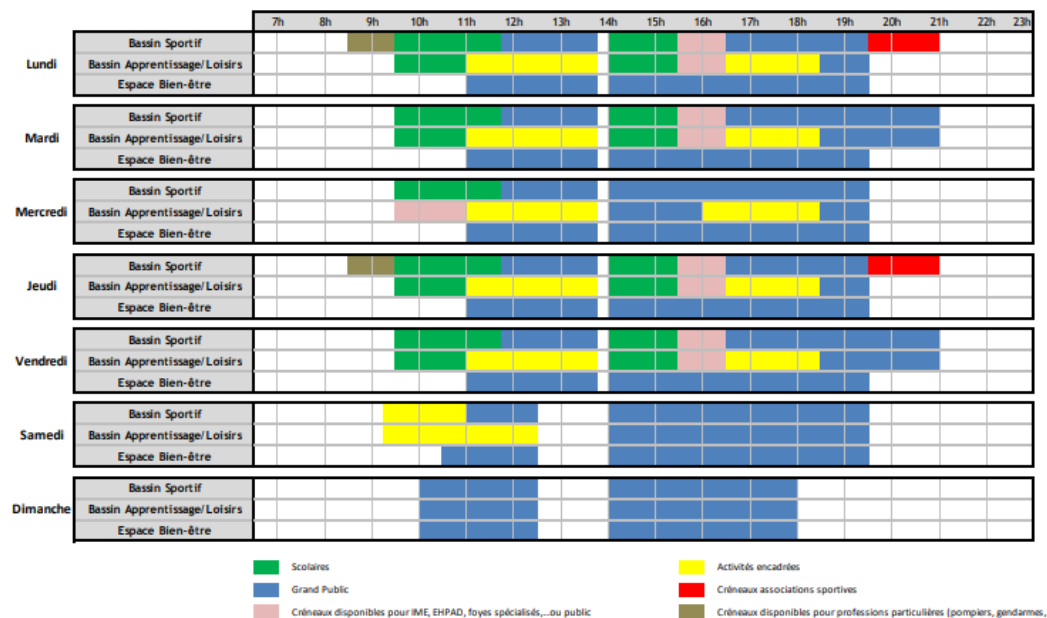 7h 8h 9h 10h 11h 12h 13h 14h 15h 16h 17h 18h 19h 20h 21h 22h 23h
Bassin Sportif
Lundi Bassin Apprentissage/Loisirs
Espace Bien-être
Bassin Sportif
Mardi Bassin Apprentissage/Loisirs
Espace Bien-être
Bassin Sportif
Mercredi Bassin Apprentissage/Loisirs
Espace Bien-être
Bassin Sportif
Jeudi Bassin Apprentissage/Loisirs
Espace Bien-être
Bassin Sportif
Vendredi Bassin Apprentissage/Loisirs
Espace Bien-être
Bassin Sportif
Samedi Bassin Apprentissage/Loisirs
Espace Bien-être
Bassin Sportif
Dimanche Bassin Apprentissage/Loisirs
Espace Bien-être
Scolaires Activités encadrées
Grand Public Créneaux associations sportives
Créneaux disponibles pour IME, EHPAD, foyes spécialisés,...ou public Créneaux disponibles pour professions particulières (pompiers, gendarmes,